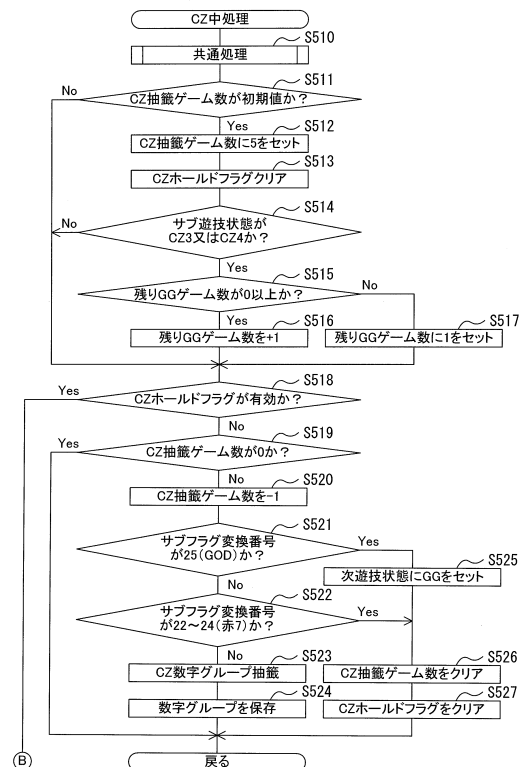 CZ中処理
S510
共通処理
S511
No
CZ抽籤ゲーム数が初期値か？
Yes
S512
CZ抽籤ゲーム数に5をセット
S513
CZホールドフラグクリア
S514
No
サブ遊技状態が
CZ3又はCZ4か？
Yes
S515
No
残りGGゲーム数が0以上か？
Yes
S516
S517
残りGGゲーム数を+1
残りGGゲーム数に1をセット
S518
Yes
CZホールドフラグが有効か？
No
S519
Yes
CZ抽籤ゲーム数が0か？
No
S520
CZ抽籤ゲーム数を-1
S521
サブフラグ変換番号
が25(GOD)か？
Yes
S525
次遊技状態にGGをセット
No
S522
サブフラグ変換番号
が22～24(赤7)か？
Yes
No
S523
S526
CZ数字グループ抽籤
CZ抽籤ゲーム数をクリア
S524
S527
数字グループを保存
CZホールドフラグをクリア
B
戻る